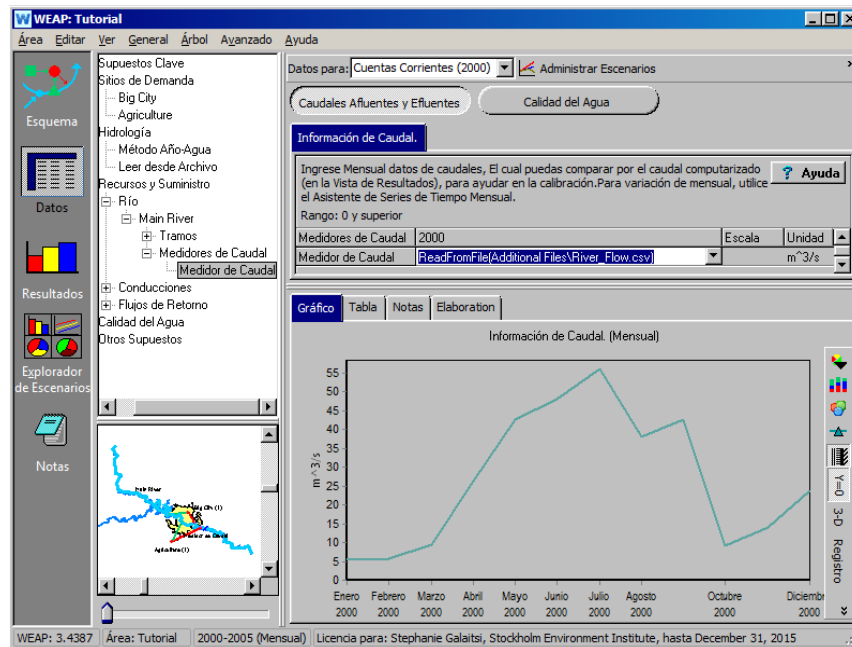 WEAP: Tutorial
Área Editar Ver General Árbol Avanzado Ayuda
Esquema
Datos
Resultados
Explorador
de Escenarios
Notas
Supuestos Clave
Sitios de Demanda
Big City
Agriculture
Hidrología
Método Año-Agua
Leer desde Archivo
Recursos y Suministro
Río
Main River
Tramos
Medidores de Caudal
Medidor de Caudal
Conducciones
Flujos de Retorno
Calidad del Agua
Otros Supuestos
Main River
Agriculture (1)
Datos para: Cuentas Corrientes (2000) Administrar Escenarios
Caudales Afluentes y Efluentes Calidad del Agua
Información de Caudal.
Ingrese Mensual datos de caudales, El cual puedas comparar por el caudal computarizado
(en la Vista de Resultados), para ayudar en la calibración.Para variación de mensual, utilice
el Asistente de Series de Tiempo Mensual.
Rango: 0 y superior
? Ayuda
Medidores de Caudal 2000 Escala Unidad
Medidor de Caudal ReadFromFile(Additional Files\River_Flow.csv) m^3/s
Gráfico Tabla Notas Elaboration
Información de Caudal. (Mensual)
m^3/s
55
50
45
40
35
30
25
20
15
10
5
0
Enero Febrero Marzo Abril Mayo Junio Julio Agosto Octubre Diciembr
2000 2000 2000 2000 2000 2000 2000 2000 2000 2000
Y=0
3-D
Registro
WEAP: 3.4387 Área: Tutorial 2000-2005 (Mensual) Licencia para: Stephanie Galaitsi, Stockholm Environment Institute, hasta December 31, 2015